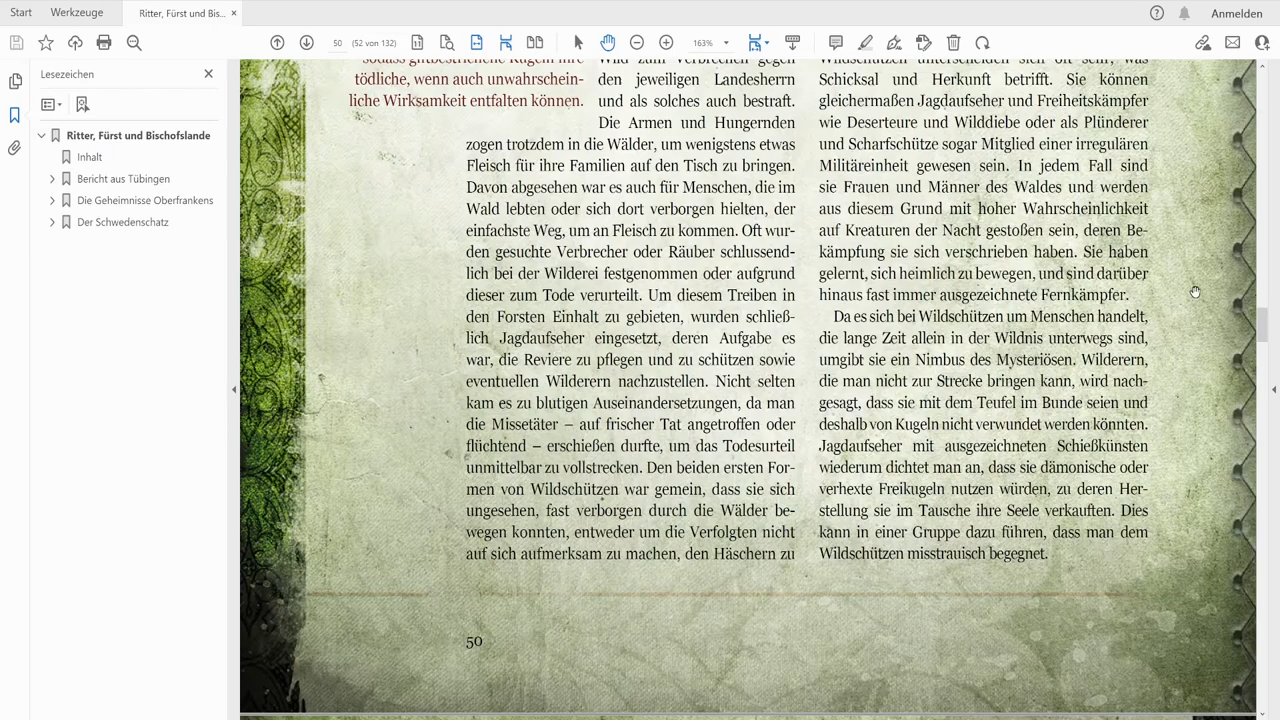 Start
Werkzeuge
Ritter, Fürst und Bis... ×
Anmelden
50 (52 von 132)
163%
Lesezeichen
Ritter, Fürst und Bischofslande
Inhalt
Bericht aus Tübingen
Die Geheimnisse Oberfrankens
Der Schwedenschatz
tödliche, wenn auch unwahrschein-
liche Wirksamkeit entfalten können.
Wild zum Verbrechen gegen
den jeweiligen Landesherrn
und als solches auch bestraft.
Die Armen und Hungernden
zogen trotzdem in die Wälder, um wenigstens etwas
Fleisch für ihre Familien auf den Tisch zu bringen.
Davon abgesehen war es auch für Menschen, die im
Wald lebten oder sich dort verborgen hielten, der
einfachste Weg, um an Fleisch zu kommen. Oft wur-
den gesuchte Verbrecher oder Räuber schlussend-
lich bei der Wilderei festgenommen oder aufgrund
dieser zum Tode verurteilt. Um diesem Treiben in
den Forsten Einhalt zu gebieten, wurden schließ-
lich Jagdaufseher eingesetzt, deren Aufgabe es
war, die Reviere zu pflegen und zu schützen sowie
eventuellen Wilderern nachzustellen. Nicht selten
kam es zu blutigen Auseinandersetzungen, da man
die Missetäter – auf frischer Tat angetroffen oder
flüchtend – erschießen durfte, um das Todesurteil
unmittelbar zu vollstrecken. Den beiden ersten For-
men von Wildschützen war gemein, dass sie sich
ungesehen, fast verborgen durch die Wälder be-
wegen konnten, entweder um die Verfolgten nicht
auf sich aufmerksam zu machen, den Häschern zu
Schicksal und Herkunft betrifft. Sie können
gleichermaßen Jagdaufseher und Freiheitskämpfer
wie Deserteure und Wilddiebe oder als Plünderer
und Scharfschütze sogar Mitglied einer irregulären
Militäreinheit gewesen sein. In jedem Fall sind
sie Frauen und Männer des Waldes und werden
aus diesem Grund mit hoher Wahrscheinlichkeit
auf Kreaturen der Nacht gestoßen sein, deren Be-
kämpfung sie sich verschrieben haben. Sie haben
gelernt, sich heimlich zu bewegen, und sind darüber
hinaus fast immer ausgezeichnete Fernkämpfer.
Da es sich bei Wildschützen um Menschen handelt,
die lange Zeit allein in der Wildnis unterwegs sind,
umgibt sie ein Nimbus des Mysteriösen. Wilderern,
die man nicht zur Strecke bringen kann, wird nach-
gesagt, dass sie mit dem Teufel im Bunde seien und
deshalb von Kugeln nicht verwundet werden könnten.
Jagdaufseher mit ausgezeichneten Schießkünsten
wiederum dichtet man an, dass sie dämonische oder
verhexte Freikugeln nutzen würden, zu deren Her-
stellung sie im Tausche ihre Seele verkauften. Dies
kann in einer Gruppe dazu führen, dass man dem
Wildschützen misstrauisch begegnet.
50